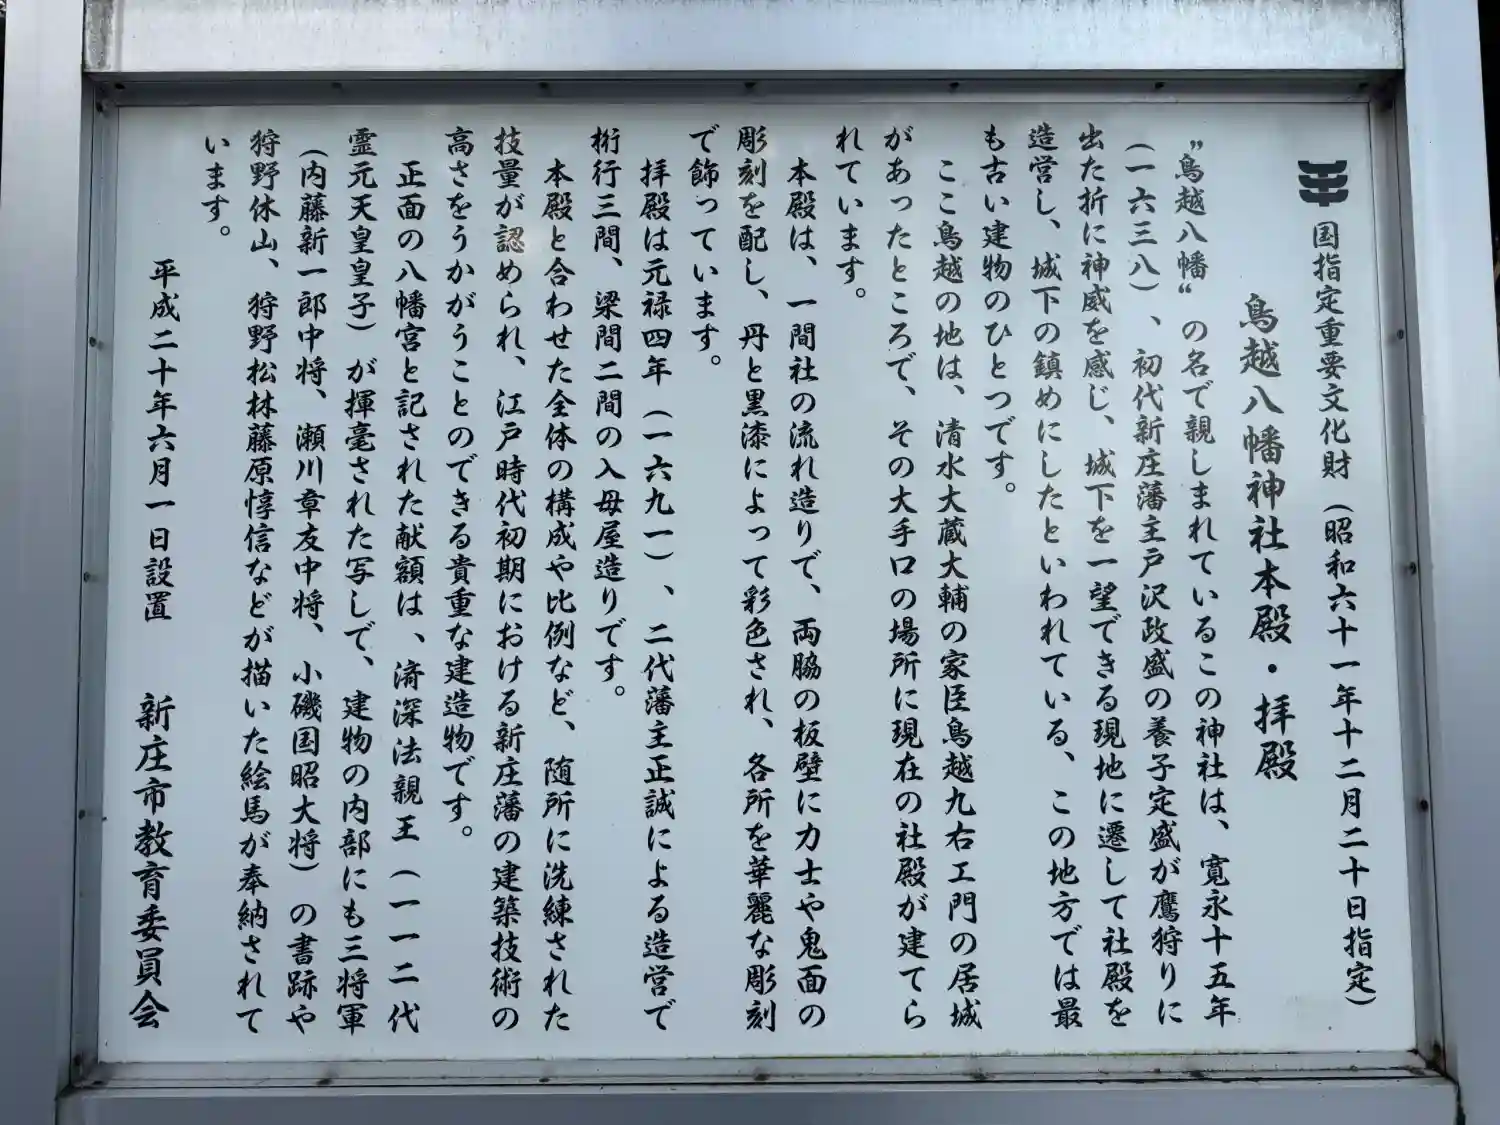 国指定重要文化財（昭和六十一年十二月二十日指定）
鳥越八幡神社本殿・拝殿
〝鳥越八幡〟の名で親しまれているこの神社は、寛永十五年
（一六三八）、初代新庄藩主戸沢政盛の養子定盛が鷹狩りに
出た折に神威を感じ、城下を一望できる現地に遷して社殿を
造営し、城下の鎮めにしたといわれている、この地方では最
も古い建物のひとつです。
ここ鳥越の地は、清水大蔵大輔の家臣鳥越九右エ門の居城
があったところで、その大手口の場所に現在の社殿が建てら
れています。
本殿は、一間社の流れ造りで、両脇の板壁に力士や鬼面の
彫刻を配し、丹と黒漆によって彩色され、各所を華麗な彫刻
で飾っています。
拝殿は元禄四年（一六九一）、二代藩主正誠による造営で
桁行三間、梁間二間の入母屋造りです。
本殿と合わせた全体の構成や比例など、随所に洗練された
技量が認められ、江戸時代初期における新庄藩の建築技術の
高さをうかがうことのできる貴重な建造物です。
正面の八幡宮と記された献額は、済深法親王（一一二代
霊元天皇皇子）が揮毫された写しで、建物の内部にも三将軍
（内藤新一郎中将、瀬川章友中将、小磯国昭大将）の書跡や
狩野休山、狩野松林藤原惇信などが描いた絵馬が奉納されて
います。
平成二十年六月一日設置　新庄市教育委員会